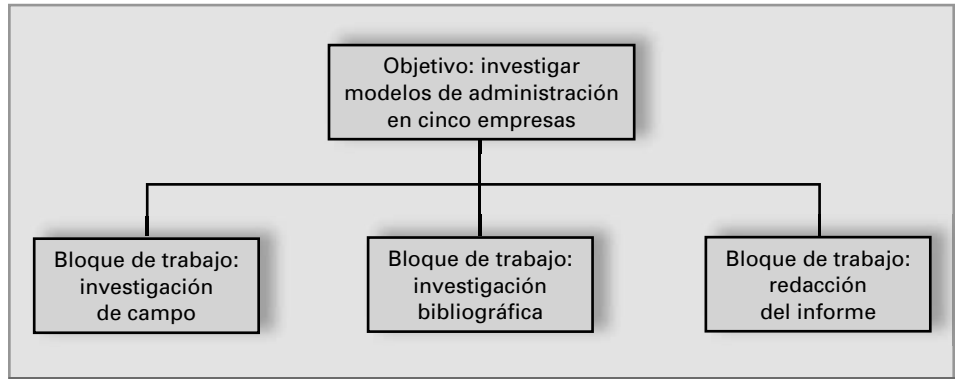 Objetivo: investigar
modelos de administración
en cinco empresas
Bloque de trabajo:
investigación
de campo
Bloque de trabajo:
investigación
bibliográfica
Bloque de trabajo:
redacción
del informe